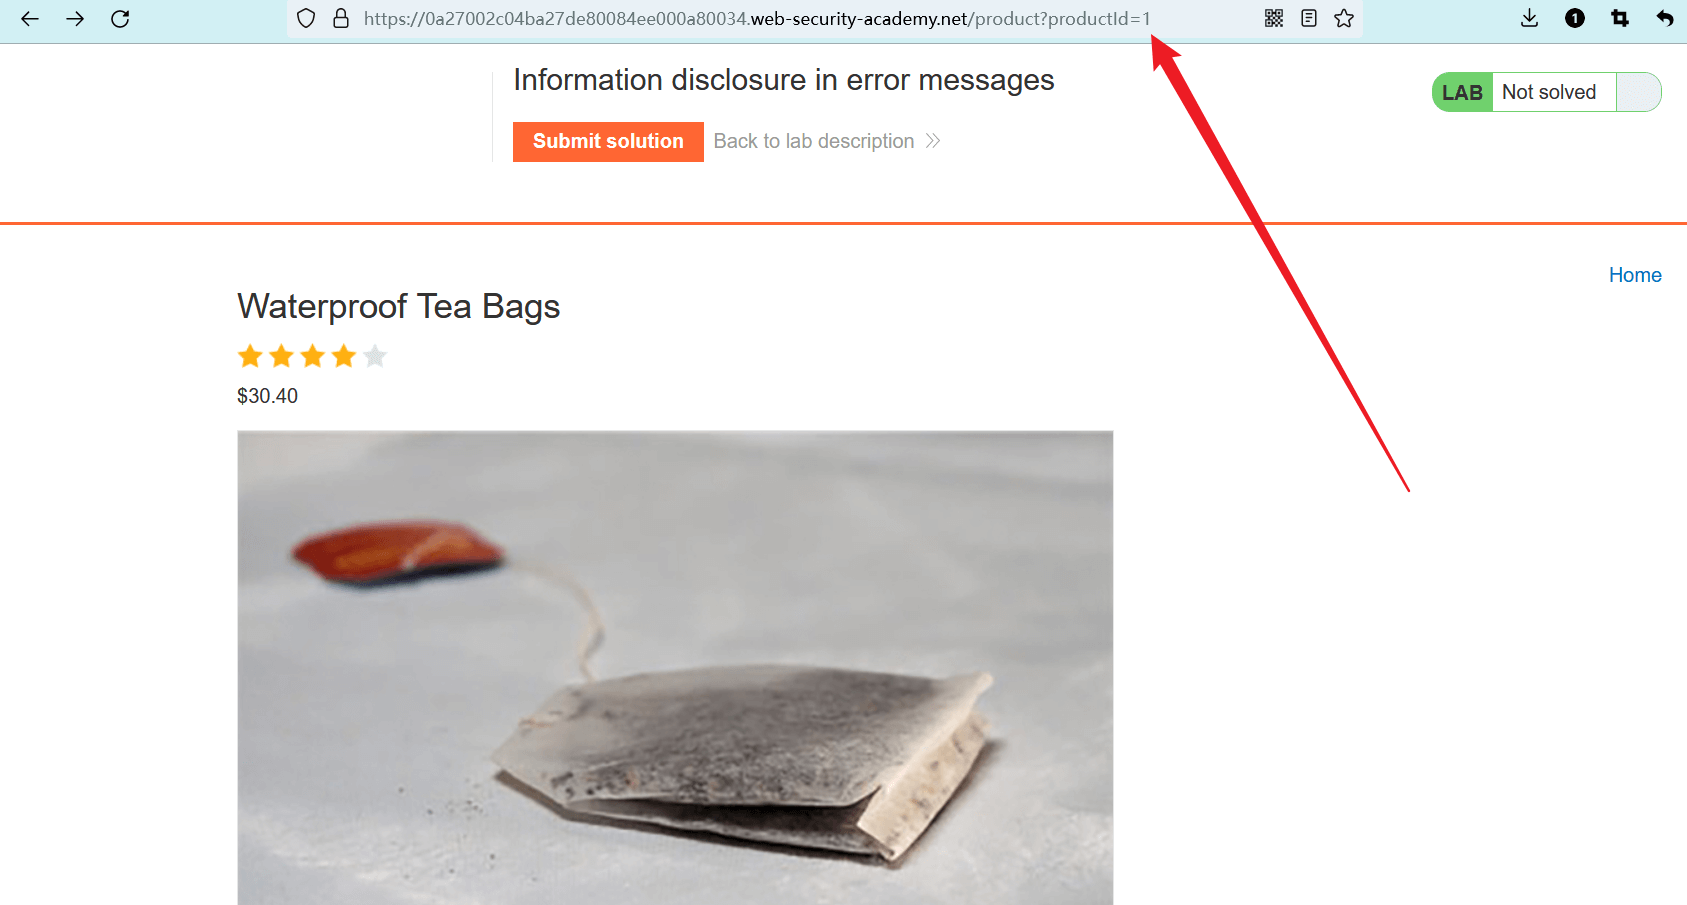 https://0a27002c04ba27de80084ee000a80034.web-security-academy.net/product?productId=1
1
Information disclosure in error messages
LAB Not solved
Submit solution Back to lab description
Home
Waterproof Tea Bags
$30.40